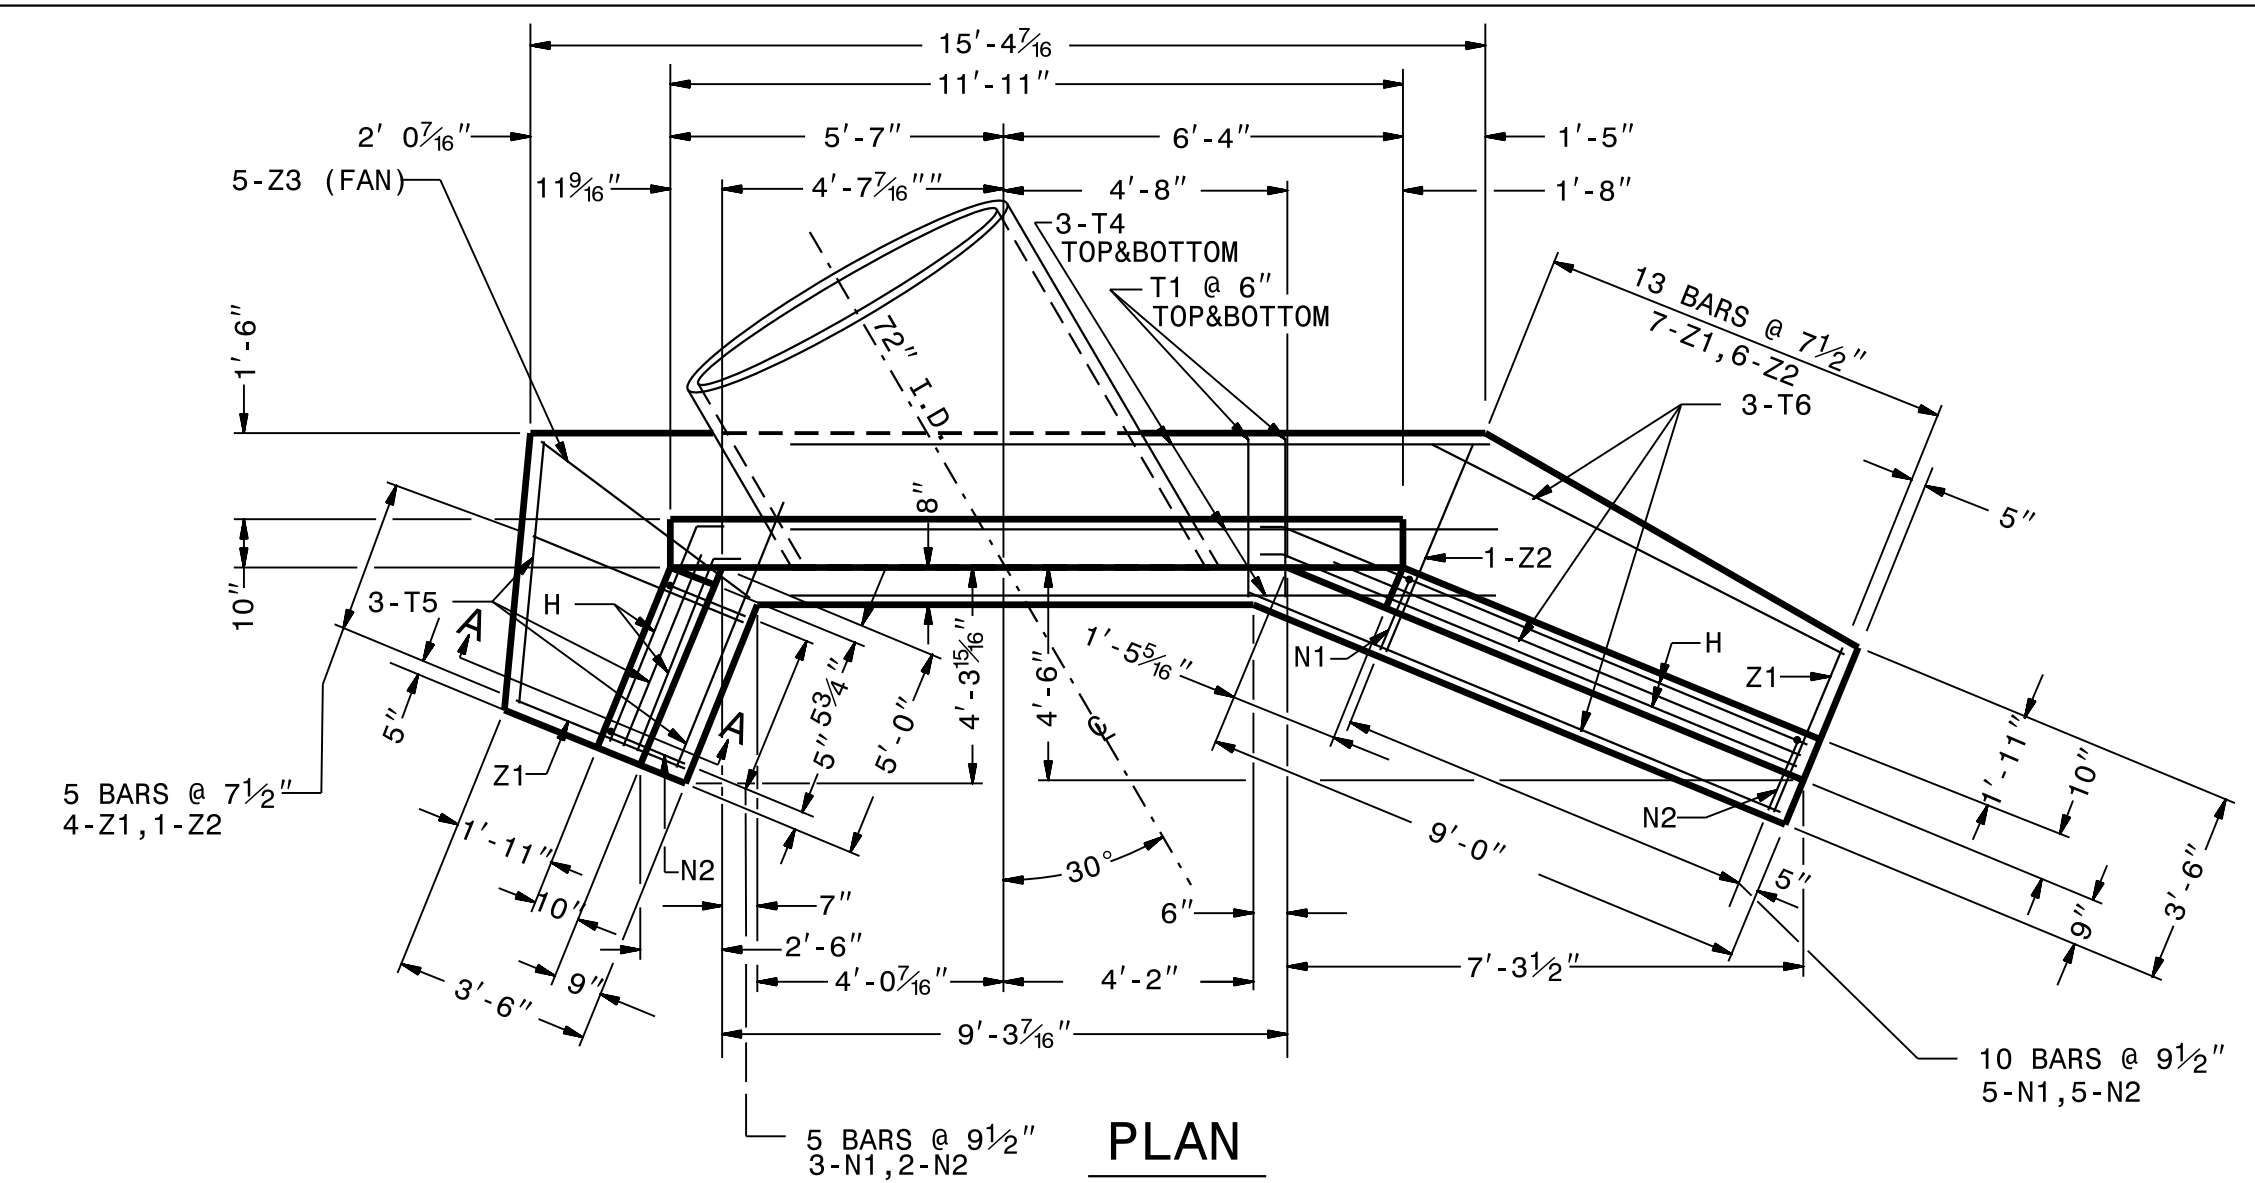 15'-4 7/16"
11'-11"
2' 0 7/16"
5'-7"
6'-4"
1'-5"
5-Z3 (FAN)
11 9/16"
4'-7 7/16""
4'-8"
1'-8"
3-T4
TOP&BOTTOM
T1 @ 6"
TOP&BOTTOM
13 BARS @ 7 1/2"
7-Z1,6-Z2
3-T6
1'-6"
72" I.D.
8"
5"
10"
1-Z2
3-T5
H
A
N1
H
Z1
1'-5 5/16"
5"
A
5 3/4"
5"
5'-0"
4'-3 15/16"
4'-6"
℄
Z1
5 BARS @ 7 1/2"
4-Z1,1-Z2
1'-11"
10"
N2
9'-0"
1'-11"
N2
30°
5"
10"
7"
6"
9"
3'-6"
2'-6"
3'-6"
9"
4'-0 7/16"
4'-2"
7'-3 1/2"
9'-3 7/16"
10 BARS @ 9 1/2"
5-N1,5-N2
5 BARS @ 9 1/2"
3-N1,2-N2
PLAN